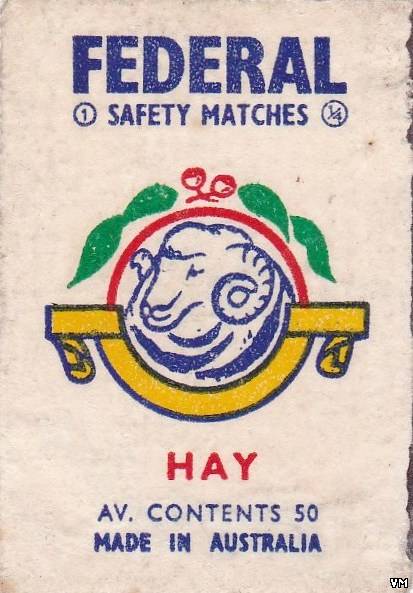 FEDERAL
① SAFETY MATCHES ¼
HAY
AV. CONTENTS 50
MADE IN AUSTRALIA
VM